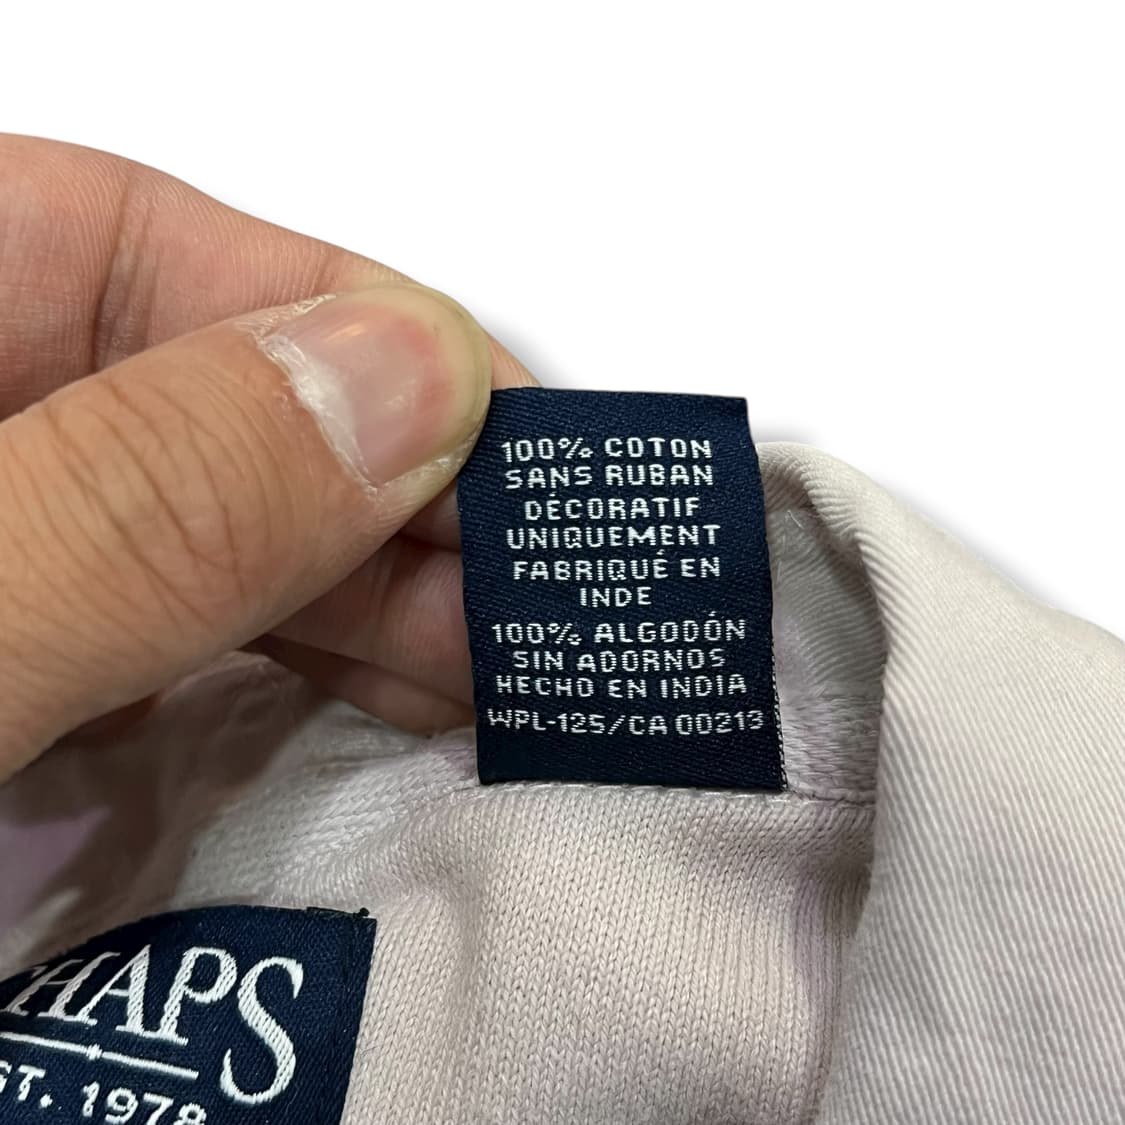 100% COTON
SANS RUBAN
DÉCORATIF
UNIQUEMENT
FABRIQUÉ EN
INDE
100% ALGODÓN
SIN ADORNOS
HECHO EN INDIA
WPL-125/CA 00213
HAPS
ST. 1978